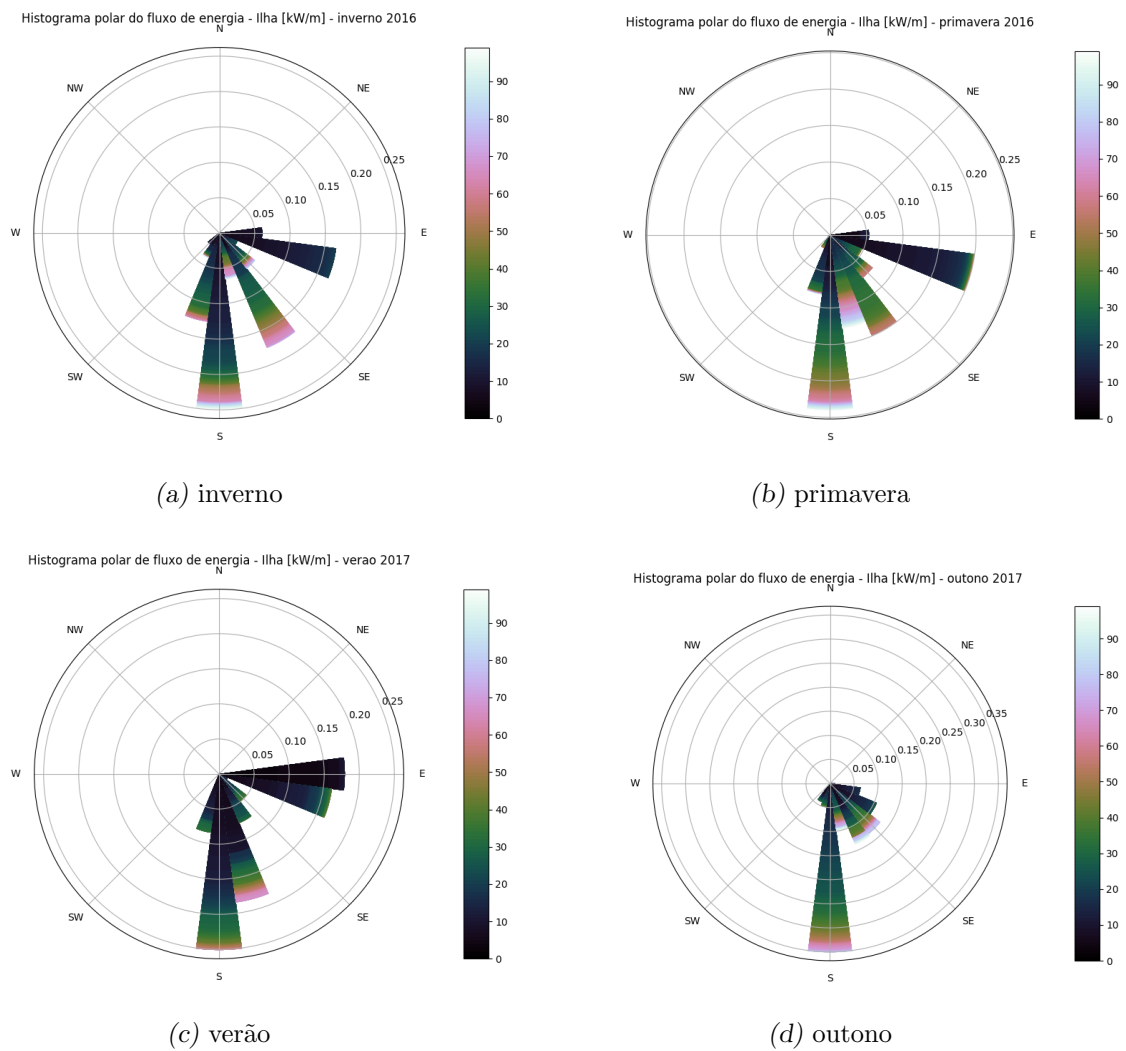 Histograma polar do fluxo de energia - Ilha [kW/m] - inverno 2016
N
NW
NE
W
E
SW
SE
S
0.05
0.10
0.15
0.20
0.25
90
80
70
60
50
40
30
20
10
0
(a) inverno
Histograma polar do fluxo de energia - Ilha [kW/m] - primavera 2016
N
NW
NE
W
E
SW
SE
S
0.05
0.10
0.15
0.20
0.25
90
80
70
60
50
40
30
20
10
0
(b) primavera
Histograma polar de fluxo de energia - Ilha [kW/m] - verao 2017
N
NW
NE
W
E
SW
SE
S
0.05
0.10
0.15
0.20
0.25
90
80
70
60
50
40
30
20
10
0
(c) verão
Histograma polar do fluxo de energia - Ilha [kW/m] - outono 2017
N
NW
NE
W
E
SW
SE
S
0.05
0.10
0.15
0.20
0.25
0.30
0.35
90
80
70
60
50
40
30
20
10
0
(d) outono